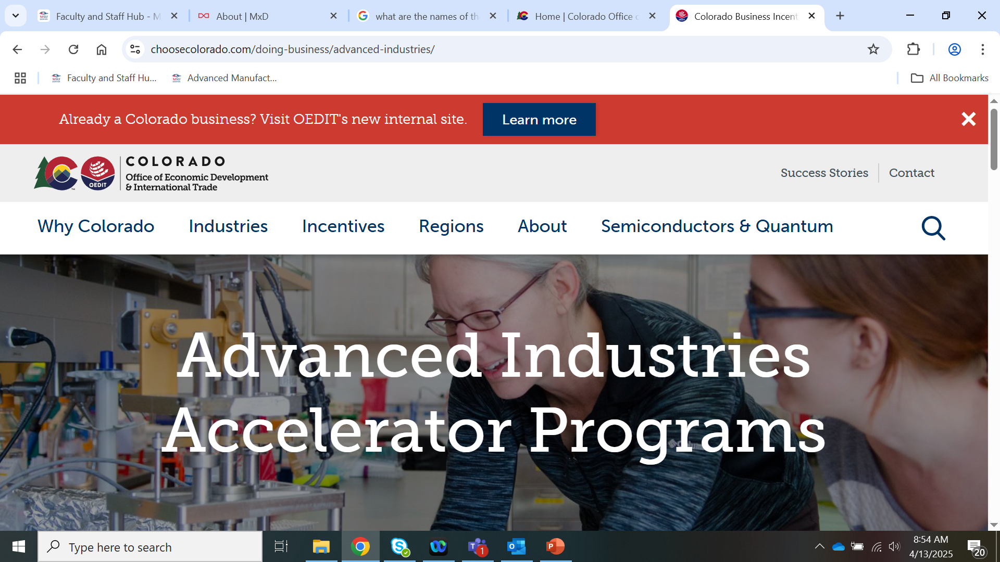 Faculty and Staff Hub - M
About | MxD
what are the names of th
Home | Colorado Office o
Colorado Business Incent
choosecolorado.com/doing-business/advanced-industries/
Faculty and Staff Hu...
Advanced Manufact...
All Bookmarks
Already a Colorado business? Visit OEDIT's new internal site.
Learn more
OEDIT
COLORADO
Office of Economic Development
& International Trade
Success Stories
Contact
Why Colorado
Industries
Incentives
Regions
About
Semiconductors & Quantum
Advanced Industries
Accelerator Programs
Type here to search
1
8:54 AM
4/13/2025
20